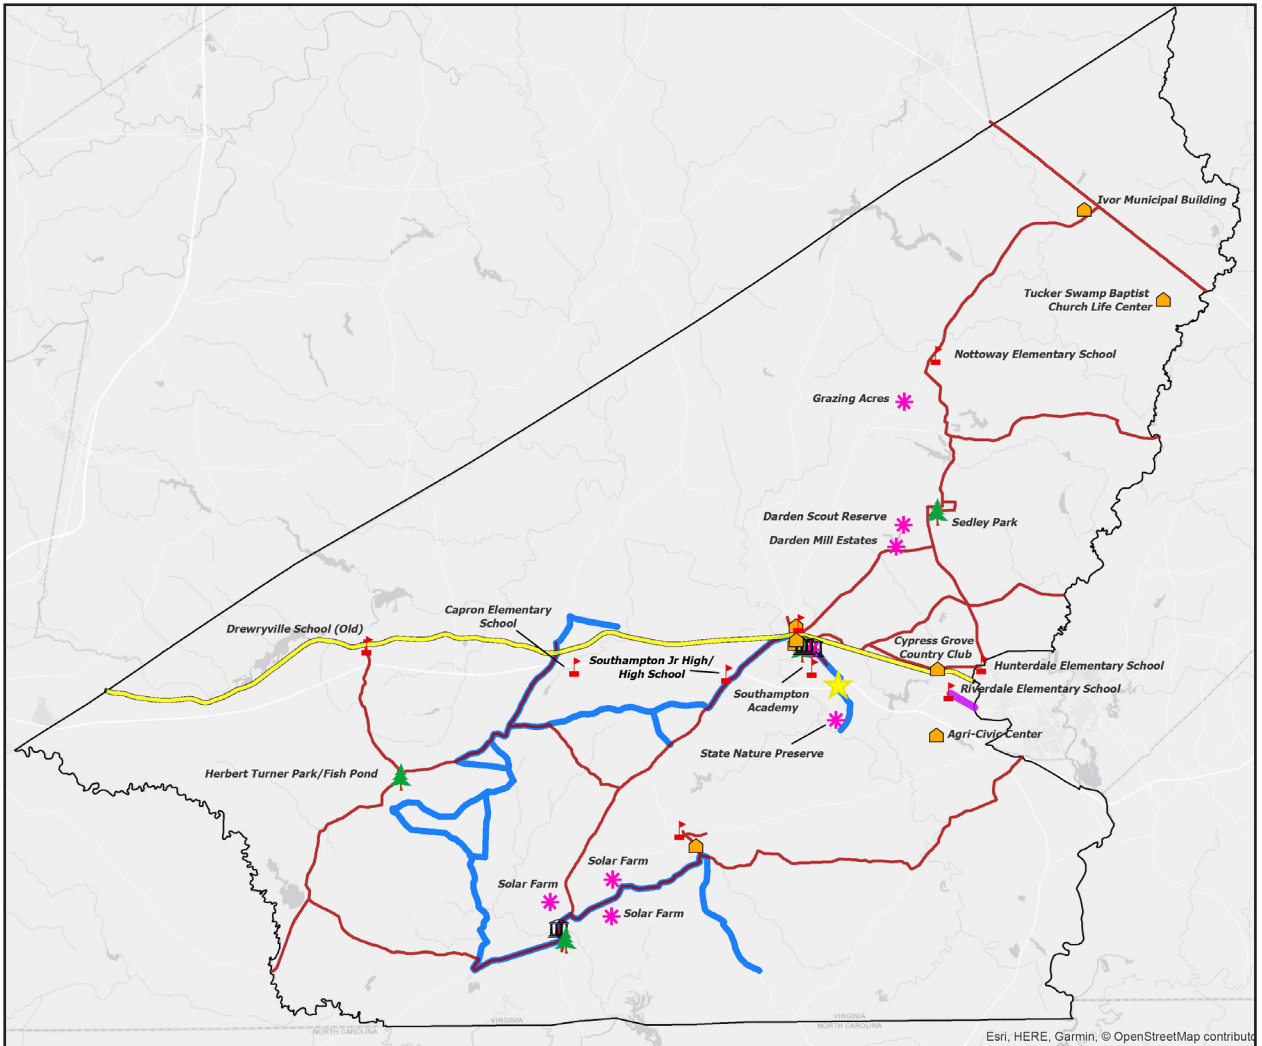 Ivor Municipal Building
Tucker Swamp Baptist
Church Life Center
Nottoway Elementary School
Grazing Acres
Darden Scout Reserve
Sedley Park
Darden Mill Estates
Capron Elementary
School
Drewryville School (Old)
Cypress Grove
Country Club
Southampton Jr High/
High School
Hunterdale Elementary School
Riverdale Elementary School
Southampton
Academy
Agri-Civic Center
State Nature Preserve
Herbert Turner Park/Fish Pond
Solar Farm
Solar Farm
Solar Farm
VIRGINIA
NORTH CAROLINA
VIRGINIA
NORTH CAROLINA
Esri, HERE, Garmin, © OpenStreetMap contributo